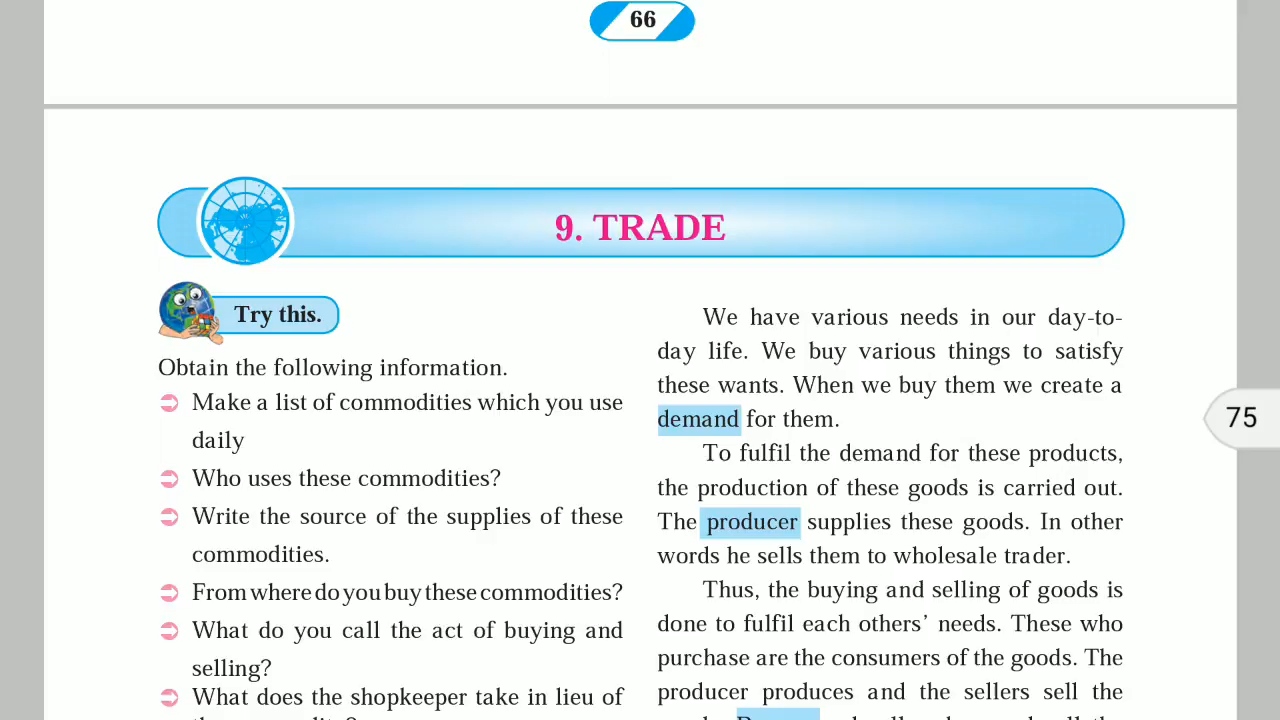 66
9. TRADE
Try this.
Obtain the following information.
Make a list of commodities which you use
daily
Who uses these commodities?
Write the source of the supplies of these
commodities.
From where do you buy these commodities?
What do you call the act of buying and
selling?
What does the shopkeeper take in lieu of
We have various needs in our day-to-
day life. We buy various things to satisfy
these wants. When we buy them we create a
demand for them.
To fulfil the demand for these products,
the production of these goods is carried out.
The producer supplies these goods. In other
words he sells them to wholesale trader.
Thus, the buying and selling of goods is
done to fulfil each others’ needs. These who
purchase are the consumers of the goods. The
producer produces and the sellers sell the
75